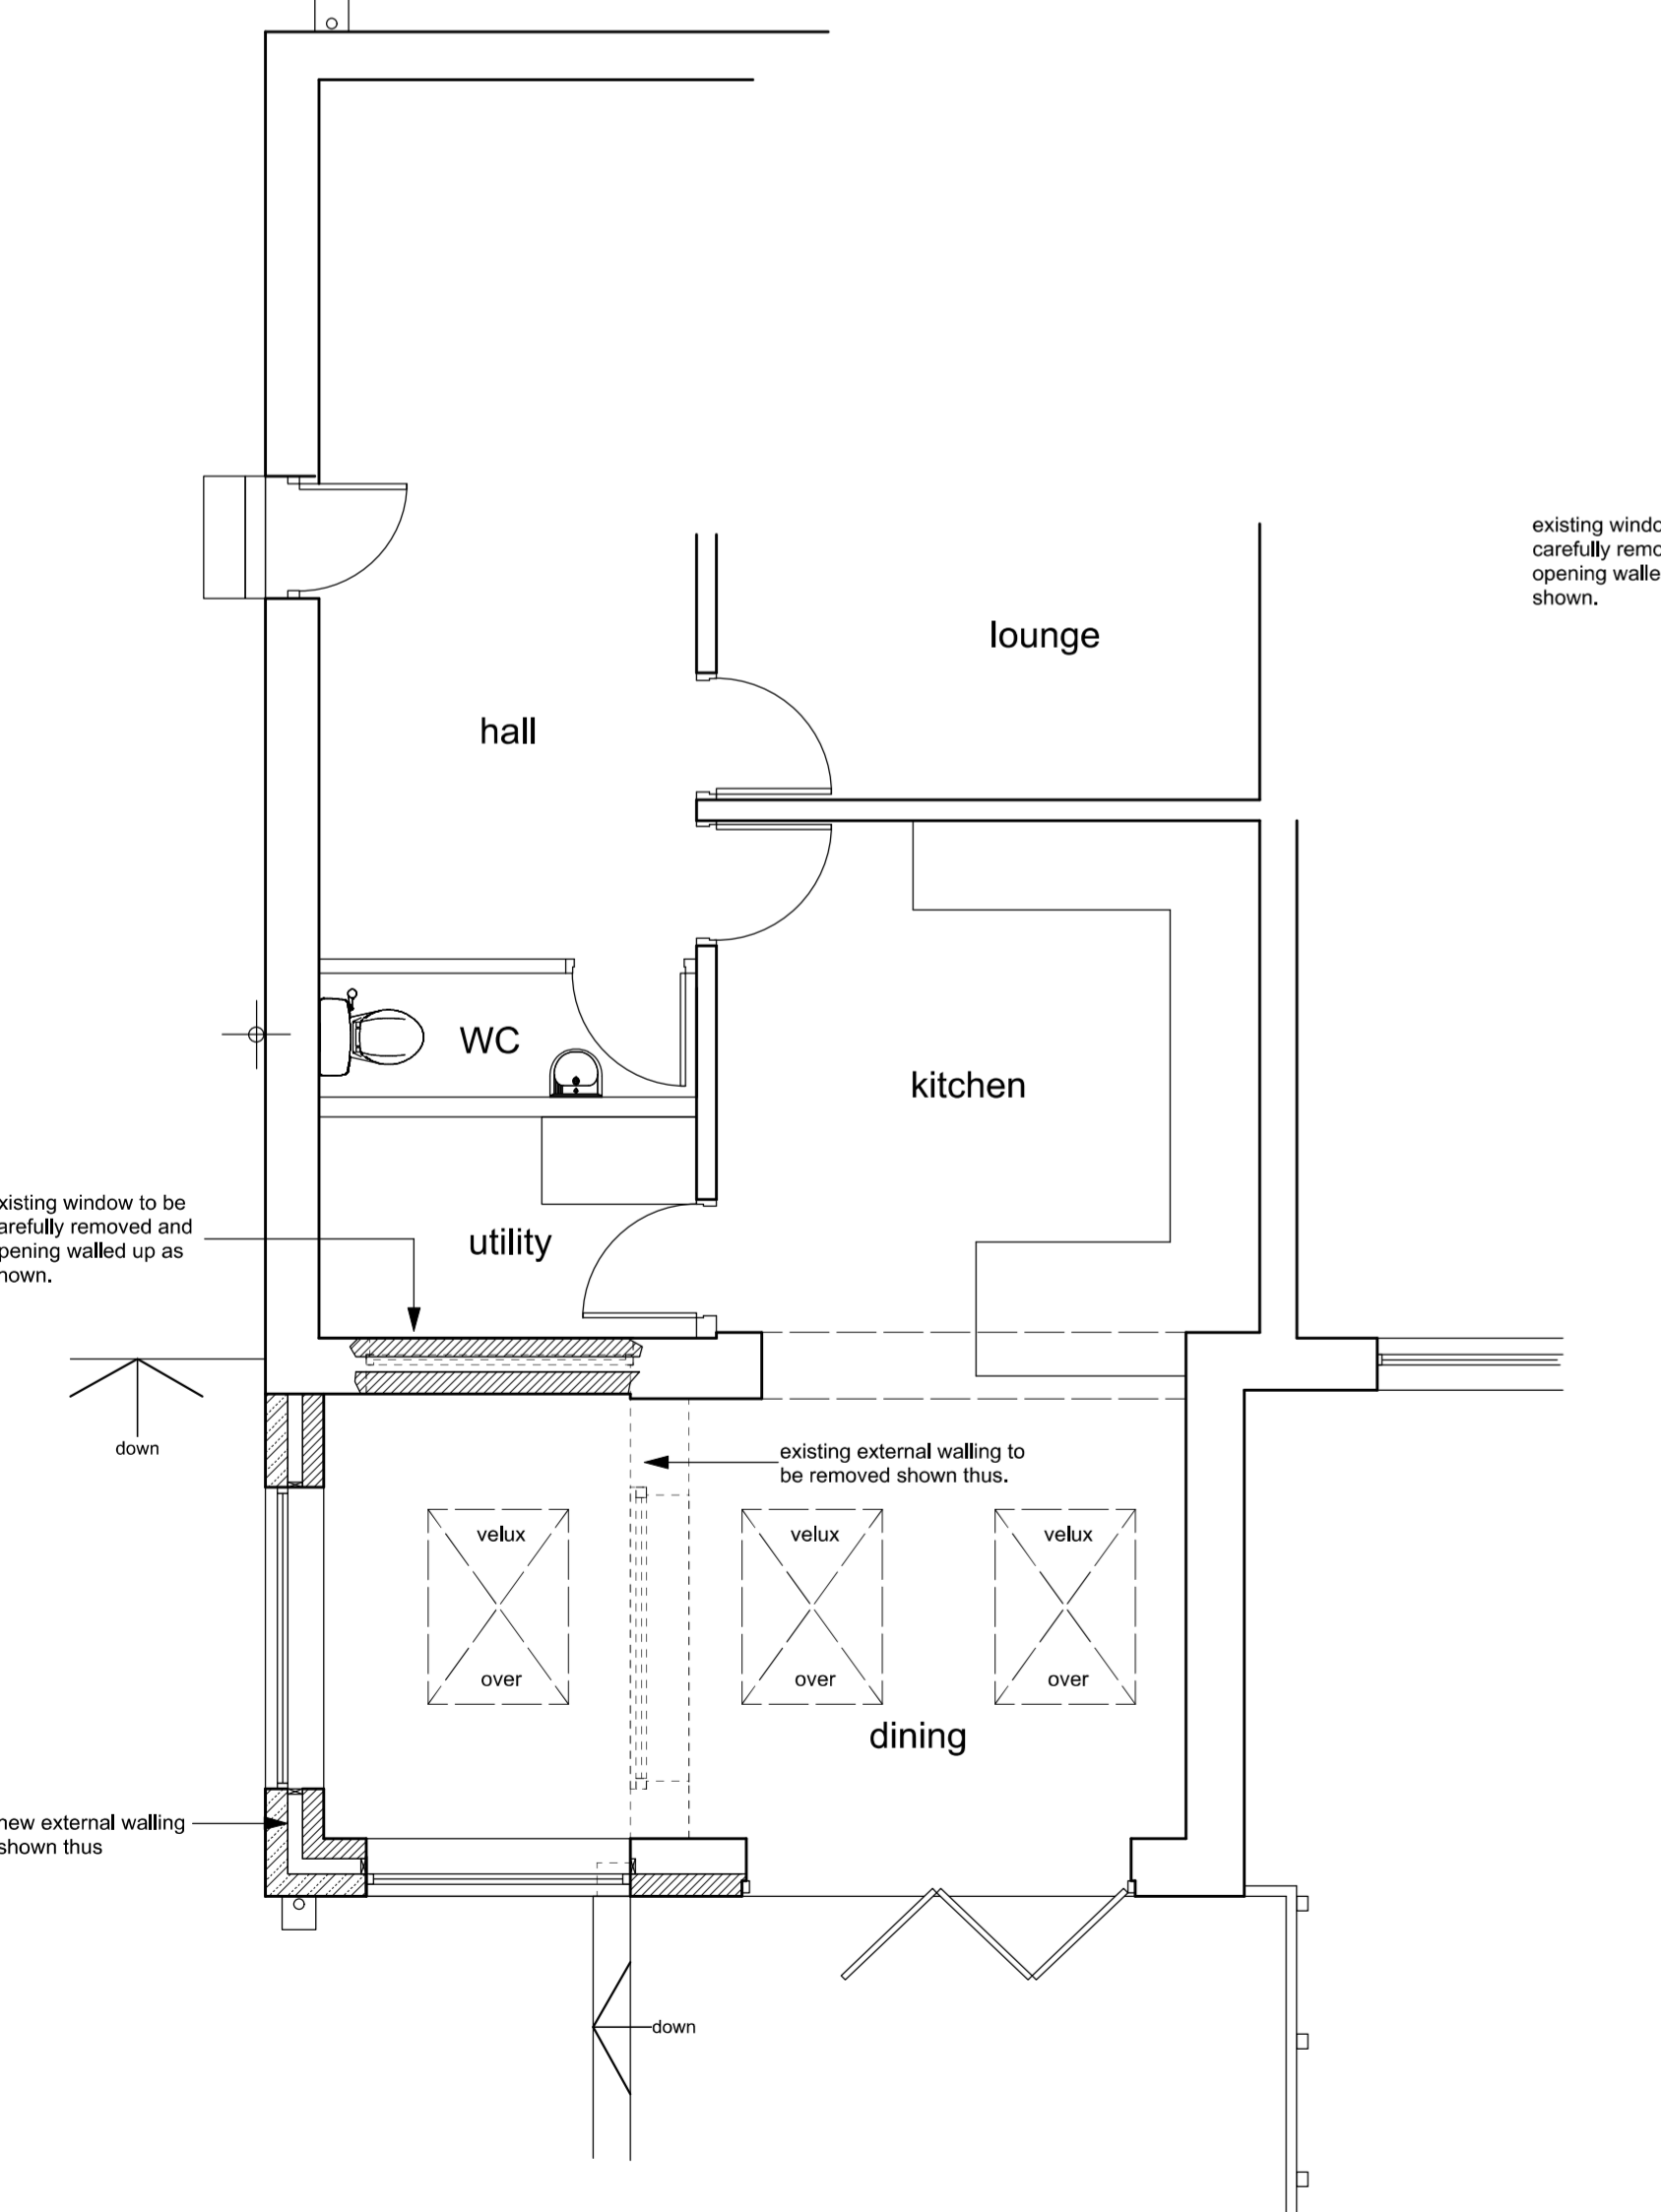 existing windo
carefully remo
opening walle
shown.
lounge
hall
WC
kitchen
xisting window to be
arefully removed and
pening walled up as
hown.
utility
down
existing external walling to
be removed shown thus.
velux
over
velux
over
velux
over
dining
new external walling
shown thus
down